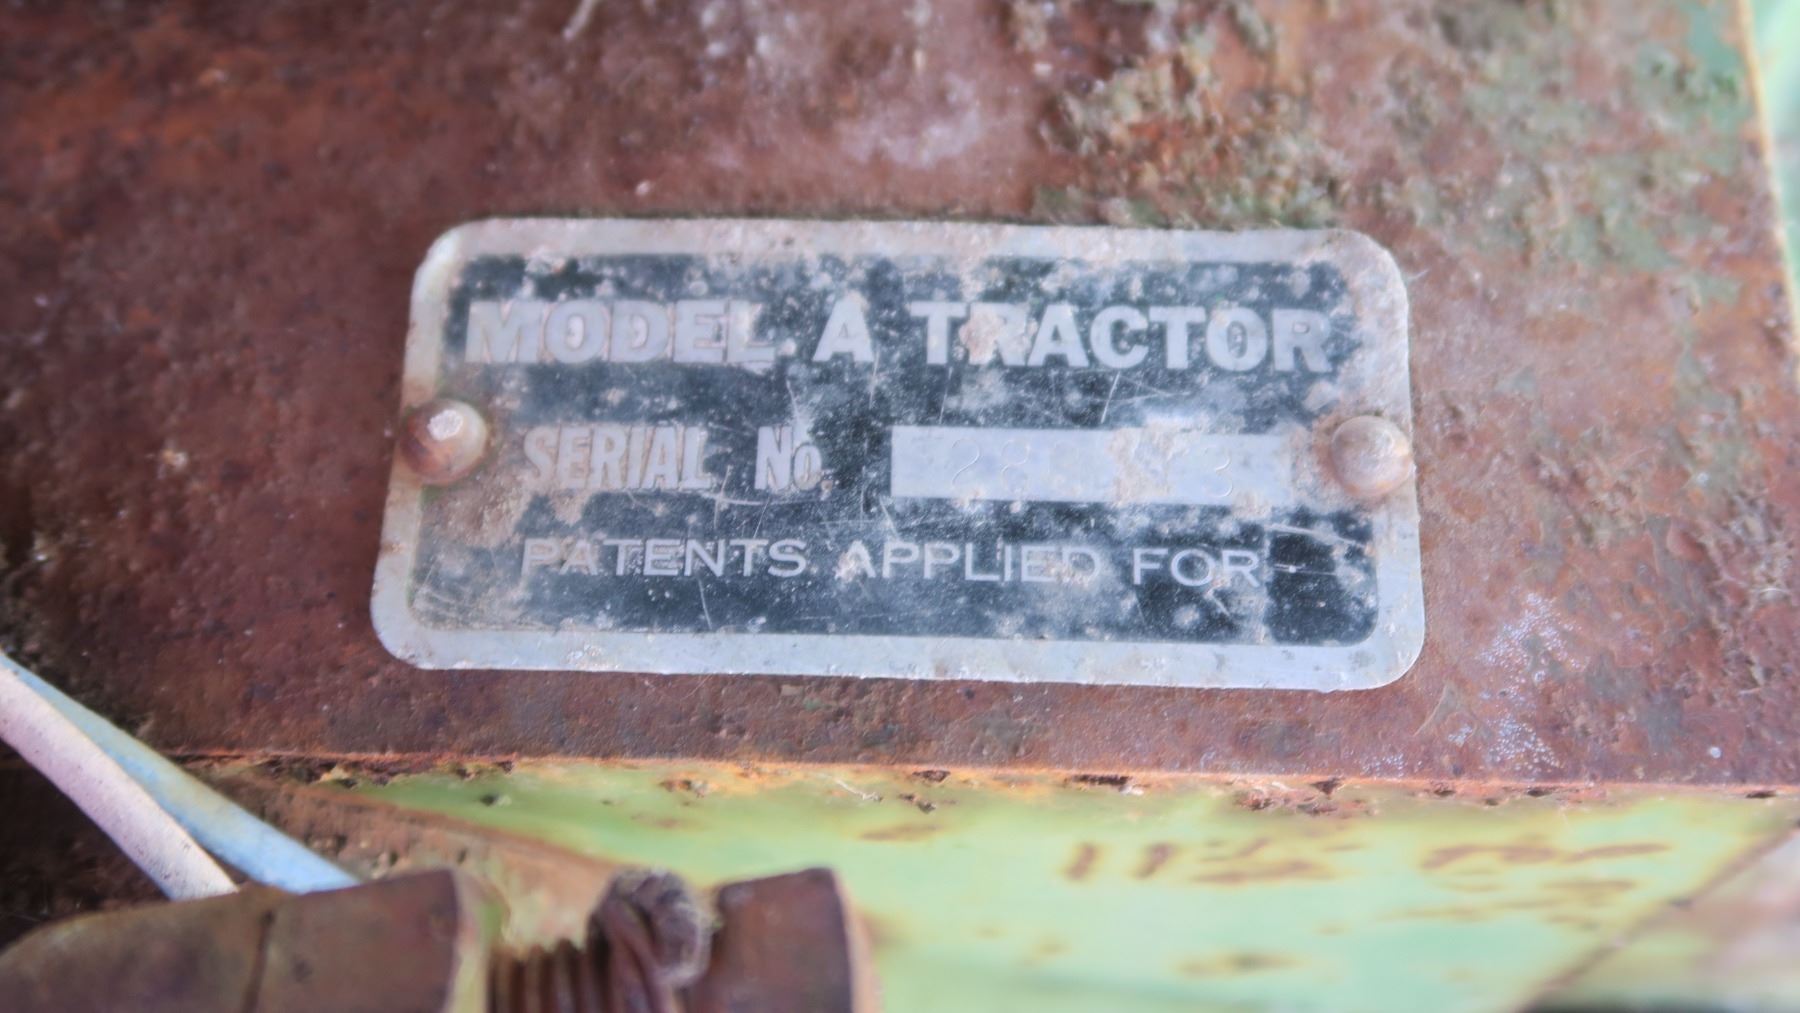 MODEL A TRACTOR
SERIAL No.
PATENTS APPLIED FOR